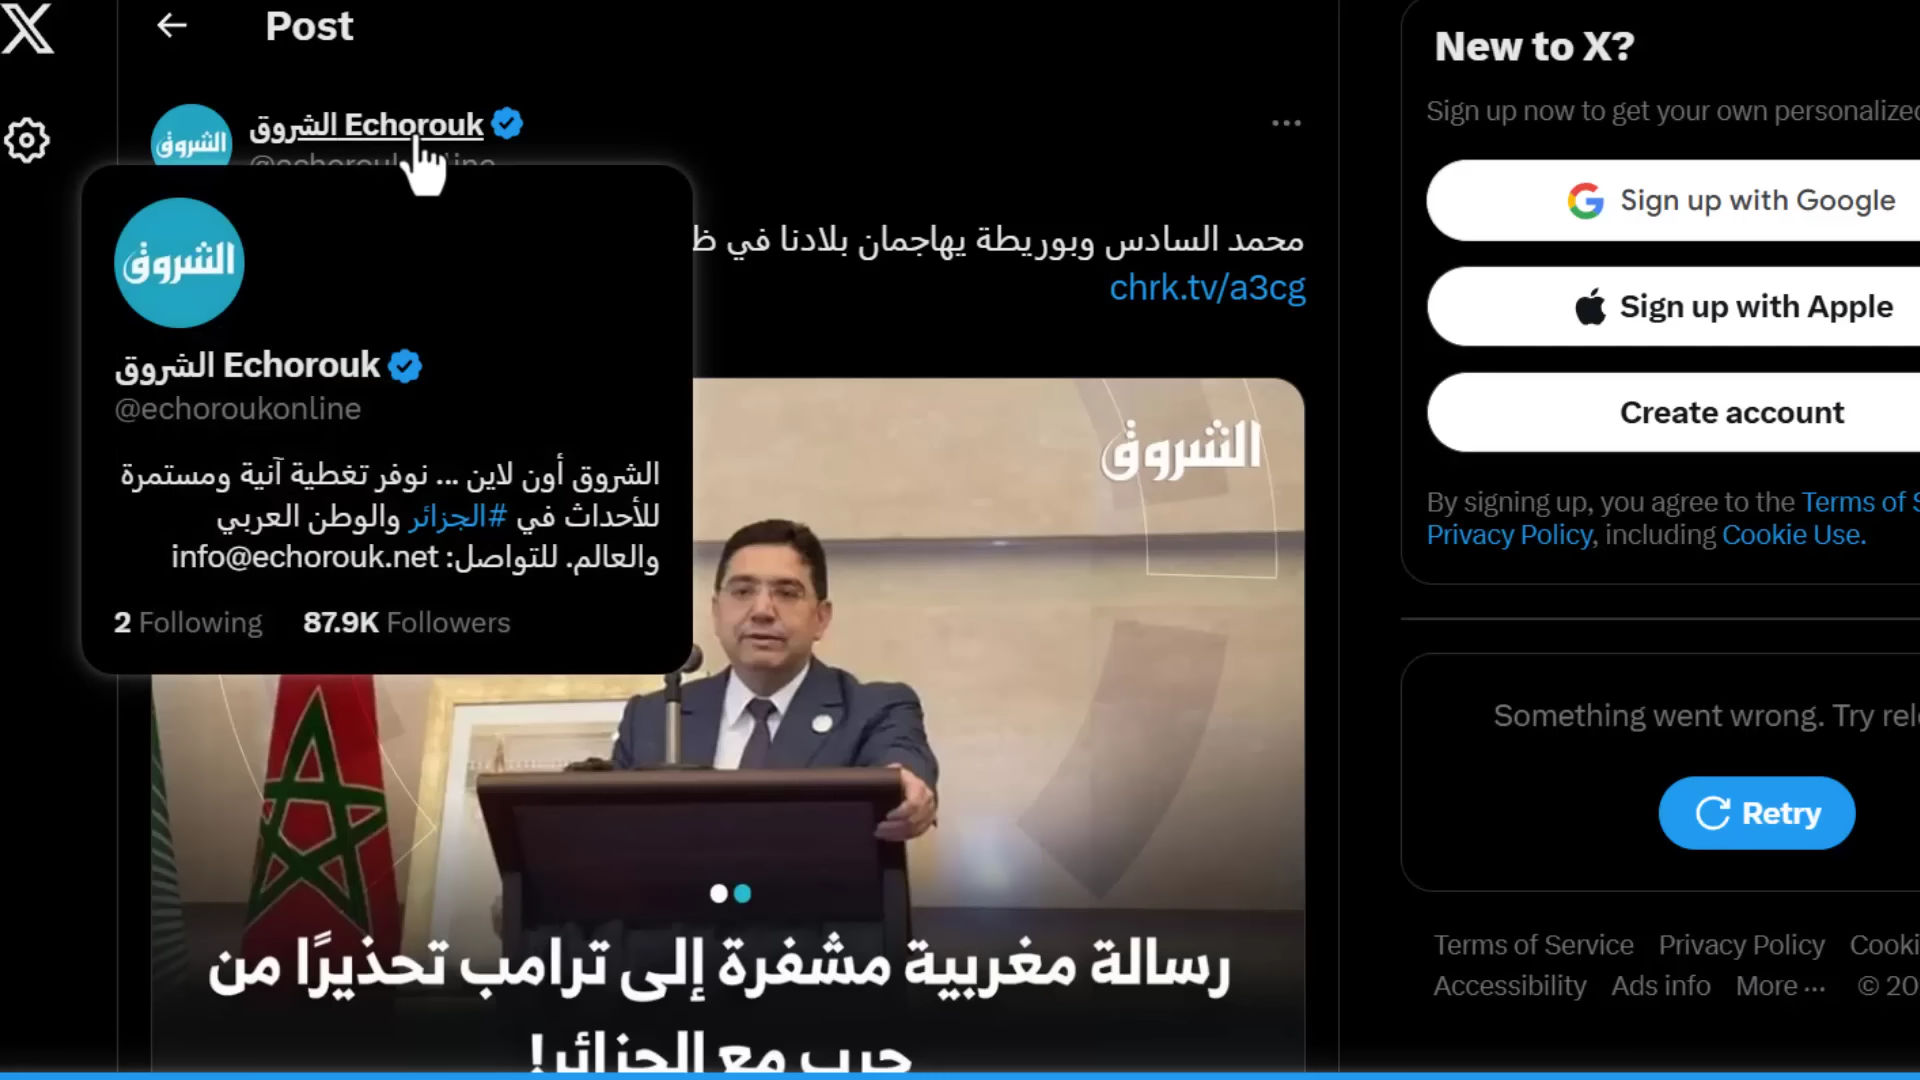 Post
الشروق Echorouk
الشروق
محمد السادس وبوريطة يهاجمان بلادنا في
chrk.tv/a3cg
الشروق
الشروق Echorouk
@echoroukonline
الشروق أون لاين ... نوفر تغطية آنية ومستمرة
للأحداث في #الجزائر والوطن العربي
والعالم. للتواصل: info@echorouk.net
2 Following 87.9K Followers
الشروق
رسالة مغربية مشفرة إلى ترامب تحذيرًا من
حرب مع الجزائر!
New to X?
Sign up now to get your own personalized
Sign up with Google
Sign up with Apple
Create account
By signing up, you agree to the Terms of
Privacy Policy, including Cookie Use.
Something went wrong. Try
Retry
Terms of Service Privacy Policy
Accessibility Ads info More ... ©